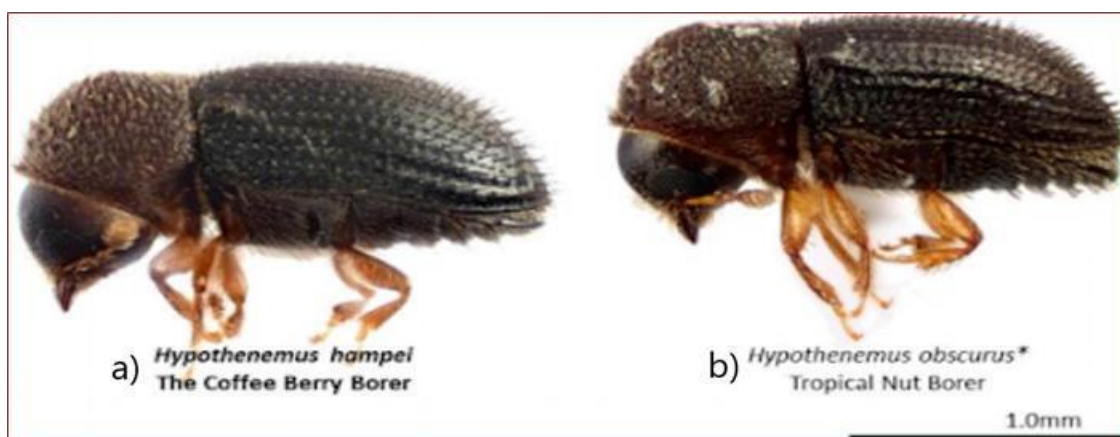 a) Hypothenemus hampei
The Coffee Berry Borer
b) Hypothenemus obscurus*
Tropical Nut Borer
1.0mm